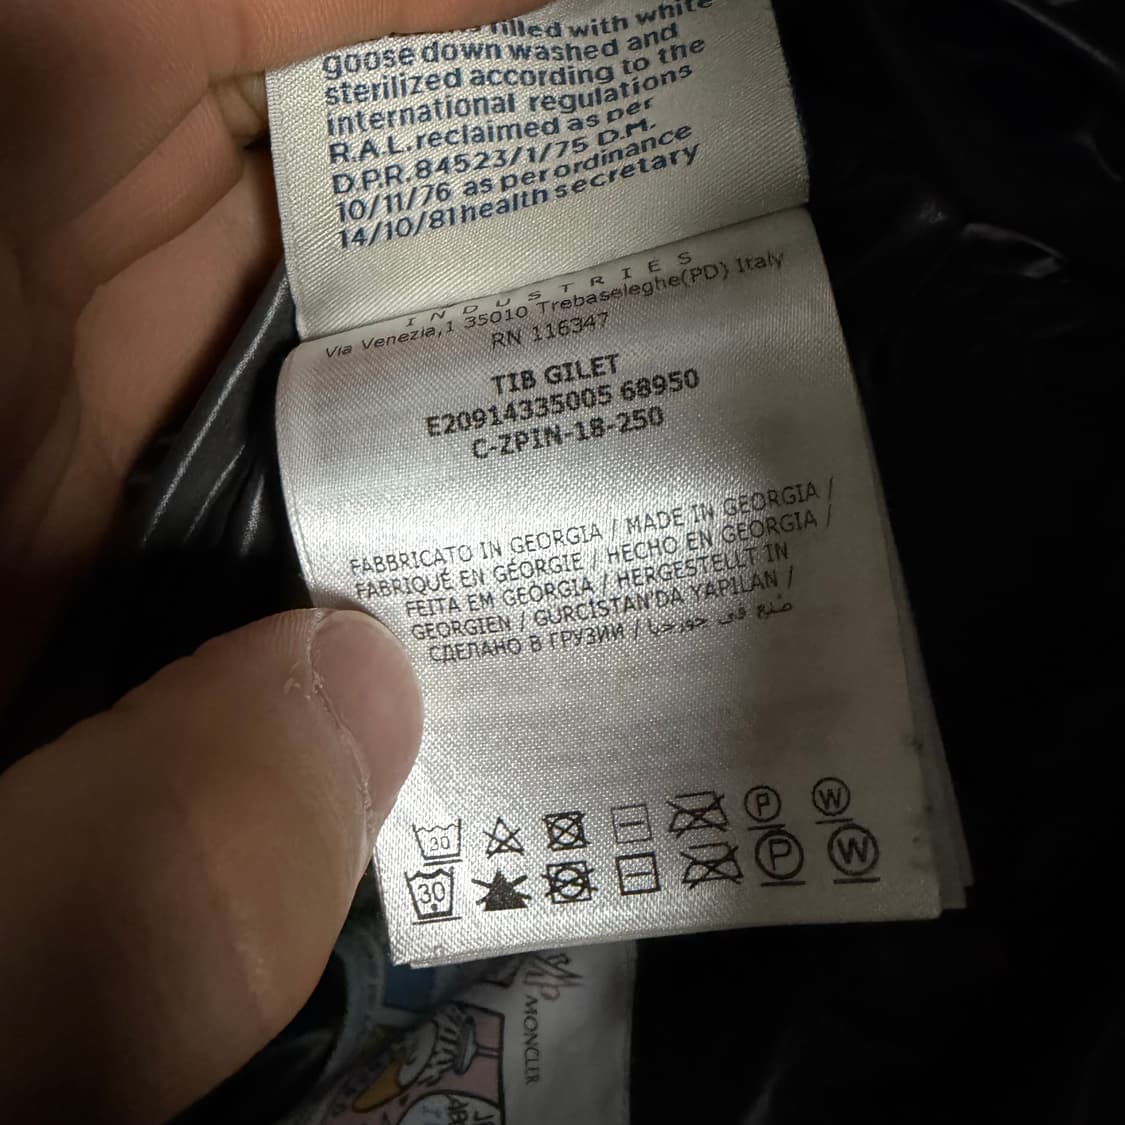 filled with white
goose down washed and
sterilized according to the
international regulations
R.A.L. reclaimed as per
D.P.R. 84523/1/75 D.M.
10/11/76 as per ordinance
14/10/81 health secretary
INDUSTRIES
Via Venezia,1 35010 Trebaseleghe(PD) Italy
RN 116347
TIB GILET
E20914335005 68950
C-ZPIN-18-250
FABBRICATO IN GEORGIA / MADE IN GEORGIA /
FABRIQUÉ EN GÉORGIE / HECHO EN GEORGIA /
FEITA EM GEÓRGIA / HERGESTELLT IN
GEORGIEN / GÜRCİSTAN'DA YAPILAN /
СДЕЛАНО В ГРУЗИИ / صنع في جورجيا
30 P W
30 P W
MONCLER